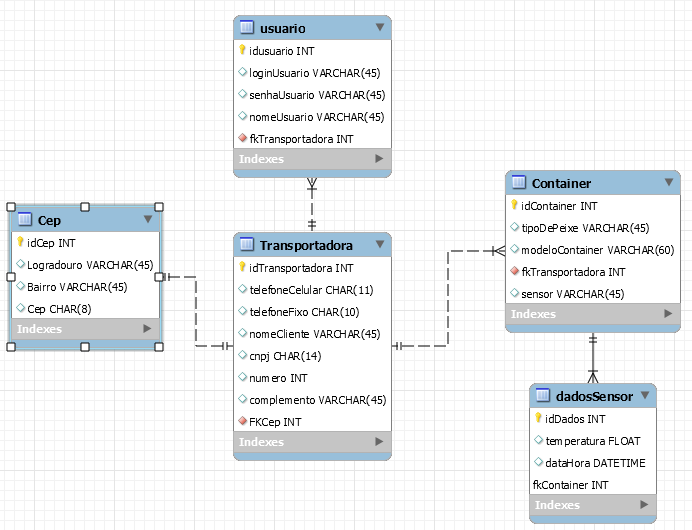 usuario
idusuario INT
loginUsuario VARCHAR(45)
senhaUsuario VARCHAR(45)
nomeUsuario VARCHAR(45)
fkTransportadora INT
Indexes
Cep
idCep INT
Logradouro VARCHAR(45)
Bairro VARCHAR(45)
Cep CHAR(8)
Indexes
Transportadora
idTransportadora INT
telefoneCelular CHAR(11)
telefoneFixo CHAR(10)
nomeCliente VARCHAR(45)
cnpj CHAR(14)
numero INT
complemento VARCHAR(45)
FKCep INT
Indexes
Container
idContainer INT
tipoDePeixe VARCHAR(45)
modeloContainer VARCHAR(60)
fkTransportadora INT
sensor VARCHAR(45)
Indexes
dadosSensor
idDados INT
temperatura FLOAT
dataHora DATETIME
fkContainer INT
Indexes